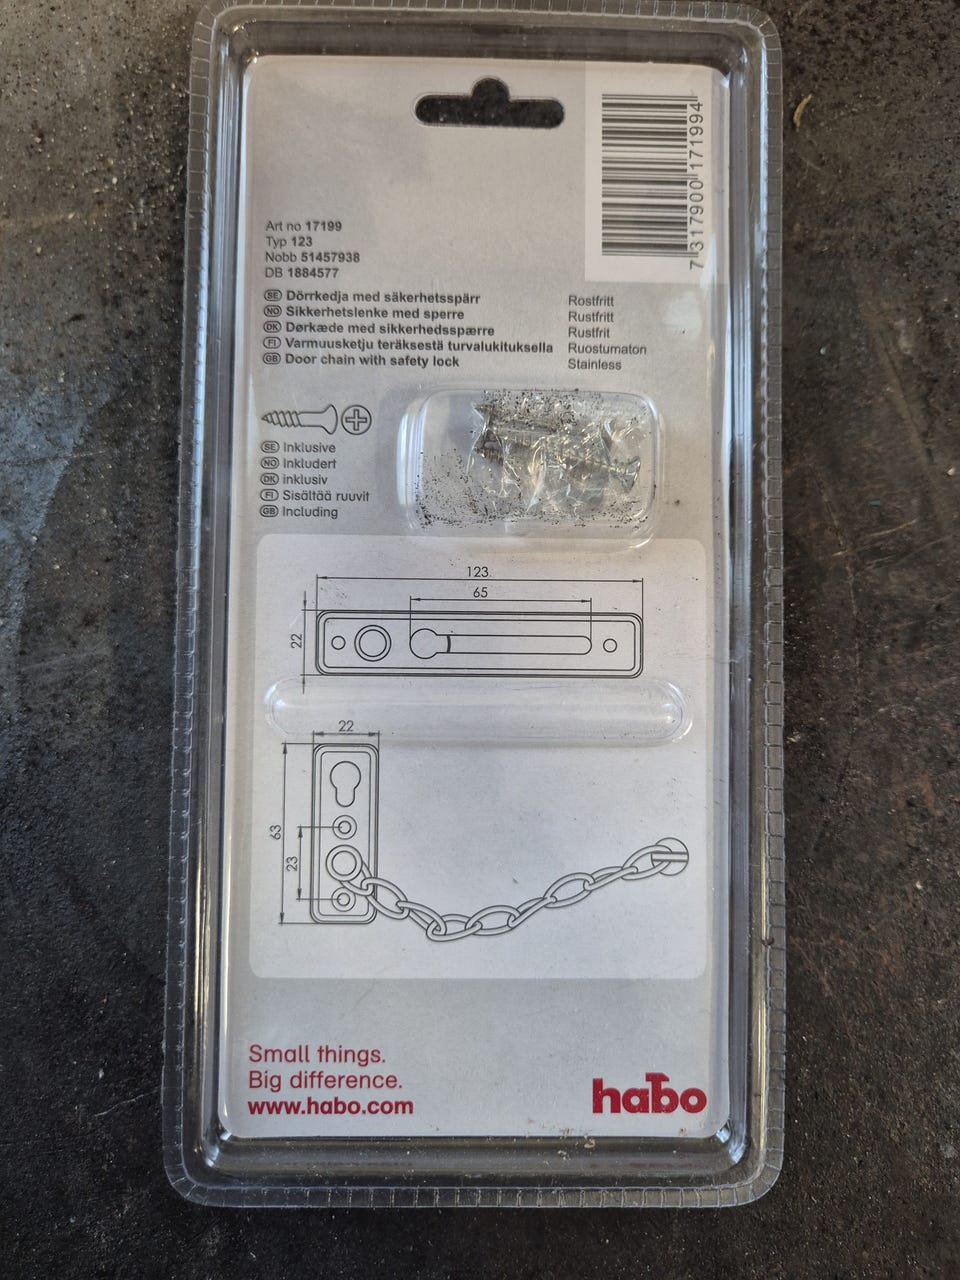 7 317900 171994
Art no 17199
Typ 123
Nobb 51457938
DB 1884577
SE Dörrkedja med säkerhetsspärr Rostfritt
NO Sikkerhetslenke med sperre Rustfritt
DK Dørkæde med sikkerhedsspærre Rustfrit
FI Varmuusketju teräksestä turvalukituksella Ruostumaton
GB Door chain with safety lock Stainless
SE Inklusive
NO Inkludert
DK inklusiv
FI Sisältää ruuvit
GB Including
123
65
22
22
63
23
Small things.
Big difference.
www.habo.com
habo